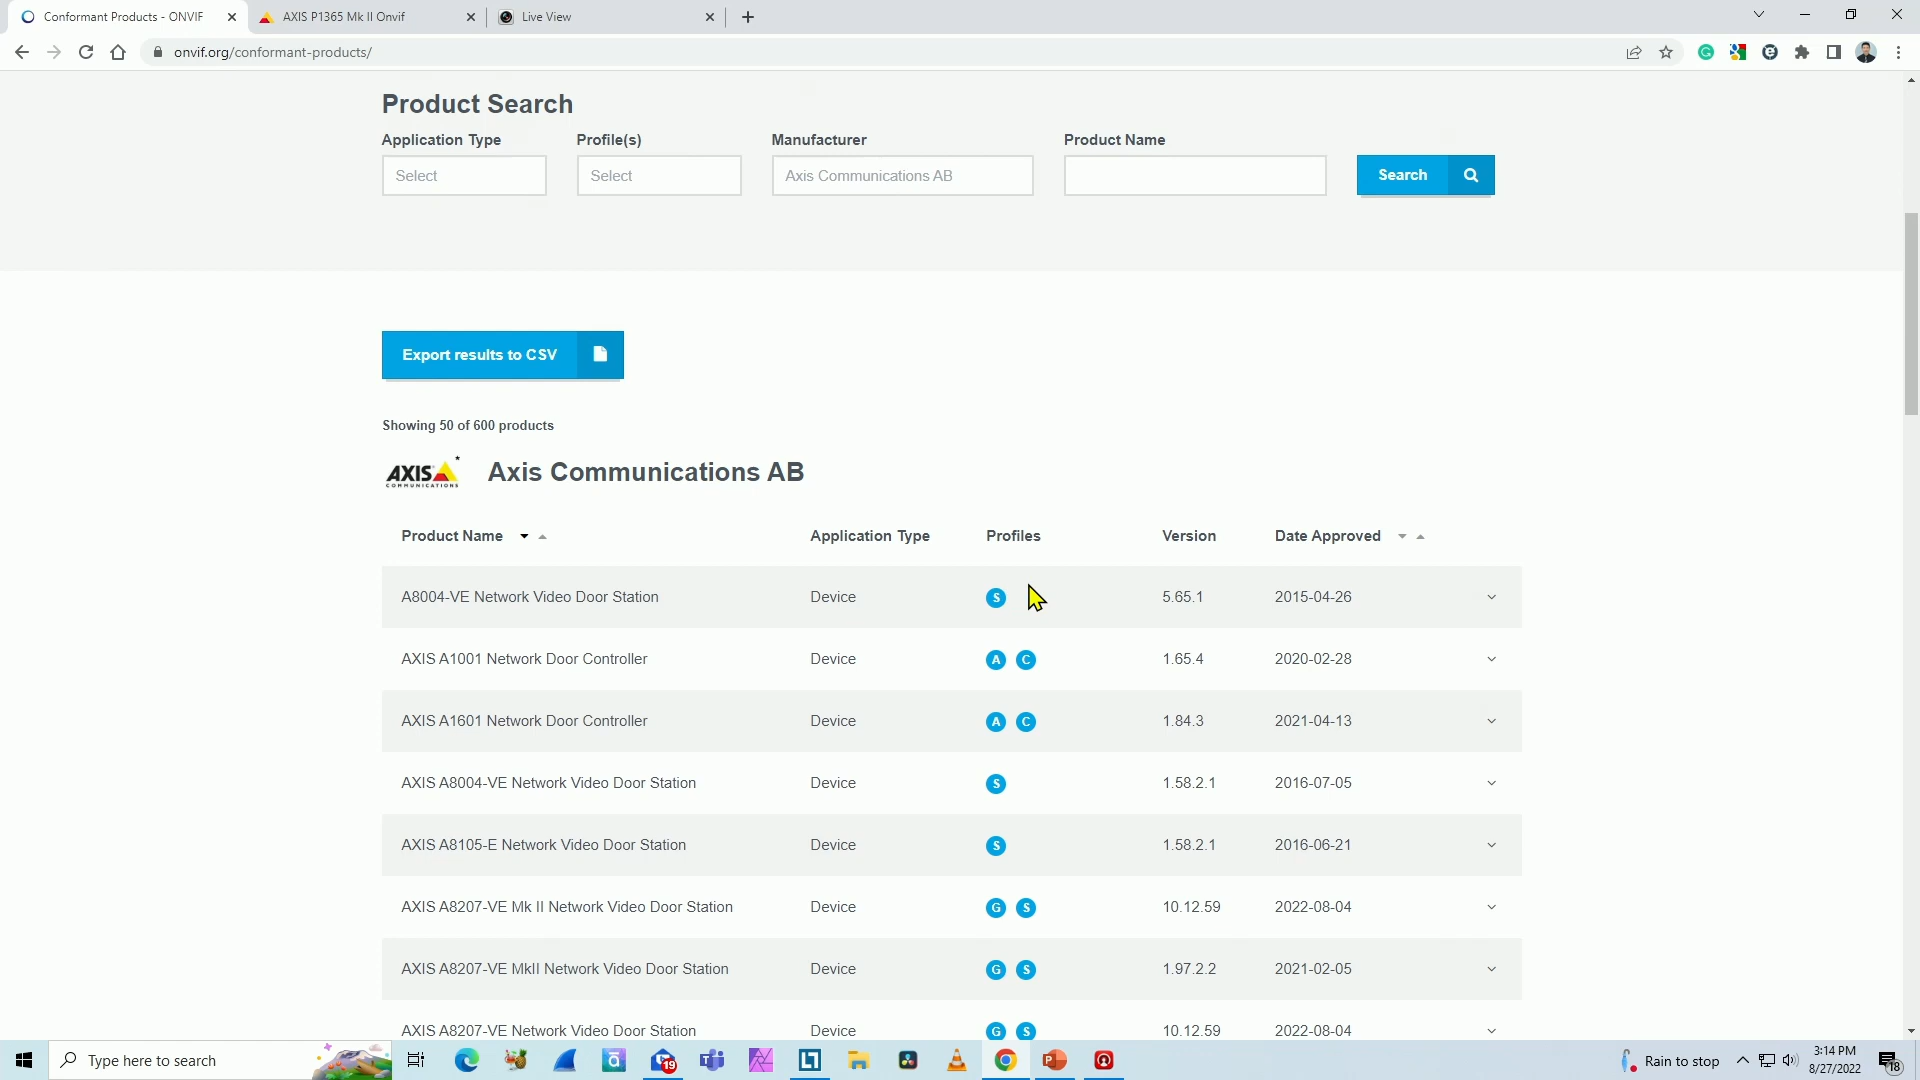 Conformant Products - ONVIF
AXIS P1365 Mk II Onvif
Live View
onvif.org/conformant-products/
Product Search
Application Type
Profile(s)
Manufacturer
Product Name
Select
Select
Axis Communications AB
Search
Export results to CSV
Showing 50 of 600 products
AXIS
COMMUNICATIONS
Axis Communications AB
Product Name
Application Type
Profiles
Version
Date Approved
A8004-VE Network Video Door Station Device S 5.65.1 2015-04-26
AXIS A1001 Network Door Controller Device A C 1.65.4 2020-02-28
AXIS A1601 Network Door Controller Device A C 1.84.3 2021-04-13
AXIS A8004-VE Network Video Door Station Device S 1.58.2.1 2016-07-05
AXIS A8105-E Network Video Door Station Device S 1.58.2.1 2016-06-21
AXIS A8207-VE Mk II Network Video Door Station Device G S 10.12.59 2022-08-04
AXIS A8207-VE MkII Network Video Door Station Device G S 1.97.2.2 2021-02-05
AXIS A8207-VE Network Video Door Station Device G S 10.12.59 2022-08-04
Type here to search
19
Rain to stop
3:14 PM
8/27/2022
18